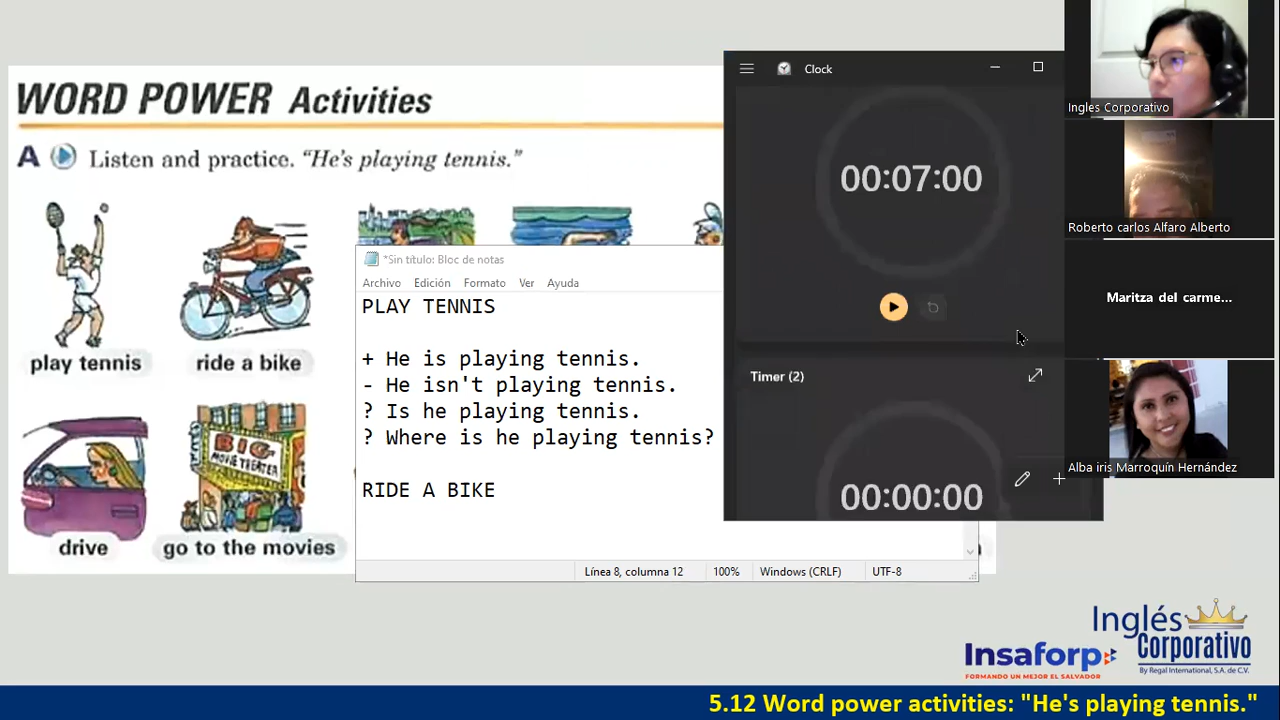 WORD POWER Activities
A Listen and practice. "He's playing tennis."
play tennis
ride a bike
drive
BIG
MOVIE THEATER
go to the movies
*Sin título: Bloc de notas
Archivo Edición Formato Ver Ayuda
PLAY TENNIS
+ He is playing tennis.
- He isn't playing tennis.
? Is he playing tennis.
? Where is he playing tennis?
RIDE A BIKE
Línea 8, columna 12 100% Windows (CRLF) UTF-8
Clock
00:07:00
Timer (2)
00:00:00
Ingles Corporativo
Roberto carlos Alfaro Alberto
Maritza del carme...
Alba iris Marroquín Hernández
Inglés
Corporativo
By Regal International, S.A. de C.V.
Insaforp
FORMANDO UN MEJOR EL SALVADOR
5.12 Word power activities: "He's playing tennis."